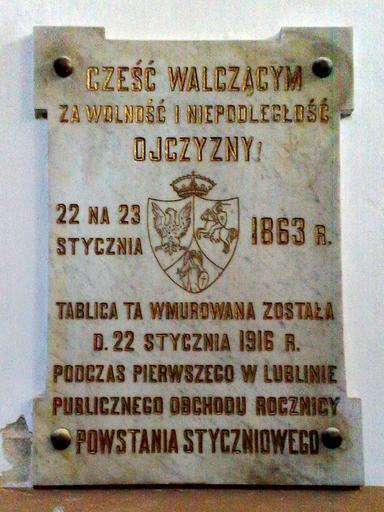 CZEŚĆ WALCZĄCYM
ZA WOLNOŚĆ I NIEPODLEGŁOŚĆ
OJCZYZNY!
22 NA 23
STYCZNIA
1863 R.
TABLICA TA WMUROWANA ZOSTAŁA
D. 22 STYCZNIA 1916 R.
PODCZAS PIERWSZEGO W LUBLINIE
PUBLICZNEGO OBCHODU ROCZNICY
POWSTANIA STYCZNIOWEGO